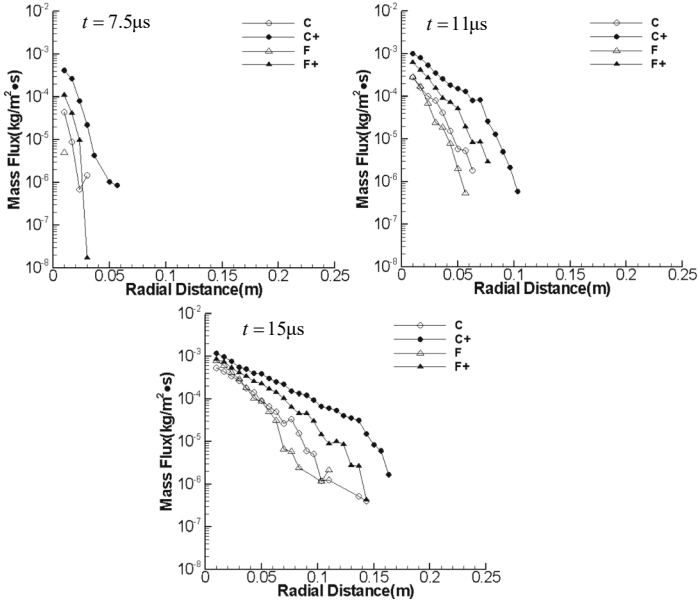 t = 7.5μs
C
C+
F
F+
10⁻²
10⁻³
10⁻⁴
10⁻⁵
10⁻⁶
10⁻⁷
10⁻⁸
Mass Flux(kg/m²•s)
0 0.05 0.1 0.15 0.2 0.25
Radial Distance(m)
t = 11μs
C
C+
F
F+
10⁻²
10⁻³
10⁻⁴
10⁻⁵
10⁻⁶
10⁻⁷
10⁻⁸
Mass Flux(kg/m²•s)
0 0.05 0.1 0.15 0.2 0.25
Radial Distance(m)
t = 15μs
C
C+
F
F+
10⁻²
10⁻³
10⁻⁴
10⁻⁵
10⁻⁶
10⁻⁷
10⁻⁸
Mass Flux(kg/m²•s)
0 0.05 0.1 0.15 0.2 0.25
Radial Distance(m)